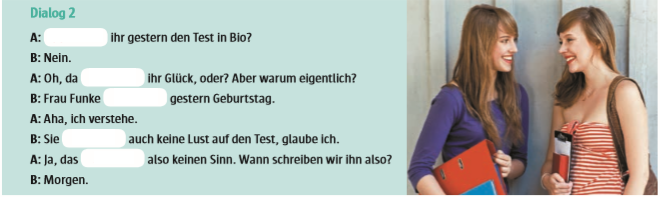 Dialog 2
A: ihr gestern den Test in Bio?
B: Nein.
A: Oh, da ihr Glück, oder? Aber warum eigentlich?
B: Frau Funke gestern Geburtstag.
A: Aha, ich verstehe.
B: Sie auch keine Lust auf den Test, glaube ich.
A: Ja, das also keinen Sinn. Wann schreiben wir ihn also?
B: Morgen.